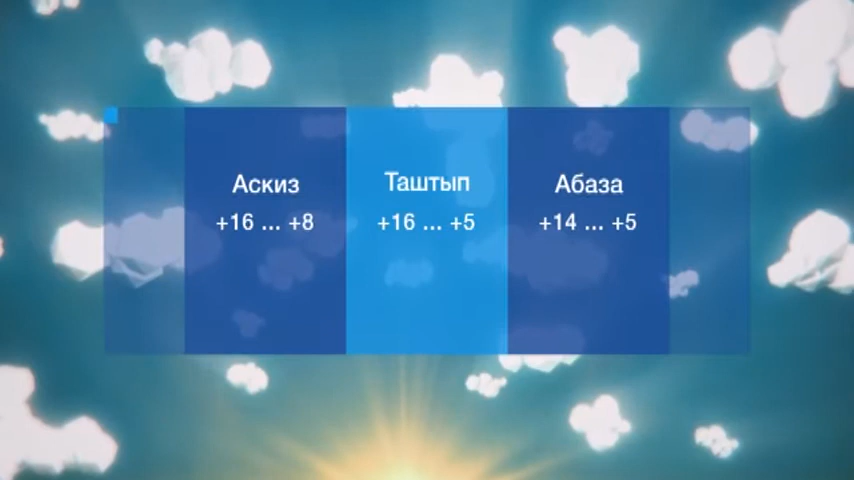 Аскиз
+16 ... +8
Таштып
+16 ... +5
Абаза
+14 ... +5